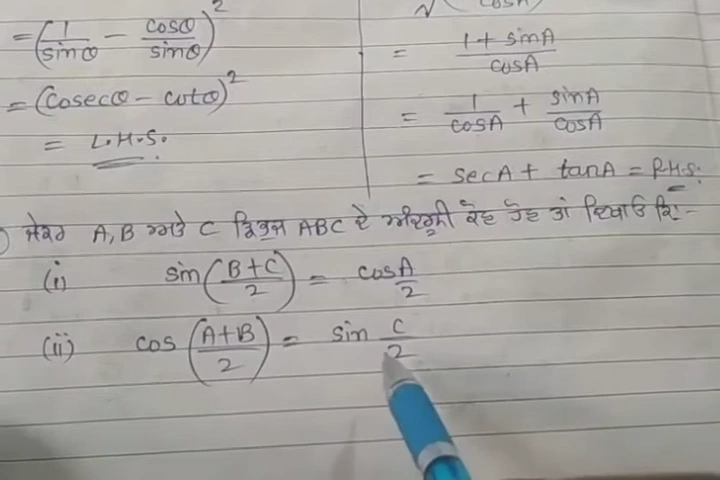 = (1/sinθ - cosθ/sinθ)²
= (cosecθ - cotθ)²
= L.H.S.
= 1 + sinA / cosA
= 1/cosA + sinA/cosA
= secA + tanA = R.H.S.
ਜੇਕਰ A, B ਅਤੇ C ਤ੍ਰਿਭੁਜ ABC ਦੇ ਅੰਦਰੂਨੀ ਕੋਣ ਹੋਣ ਤਾਂ ਦਿਖਾਓ ਕਿ:-
(i) sin(B+C/2) = cos A/2
(ii) cos(A+B/2) = sin C/2